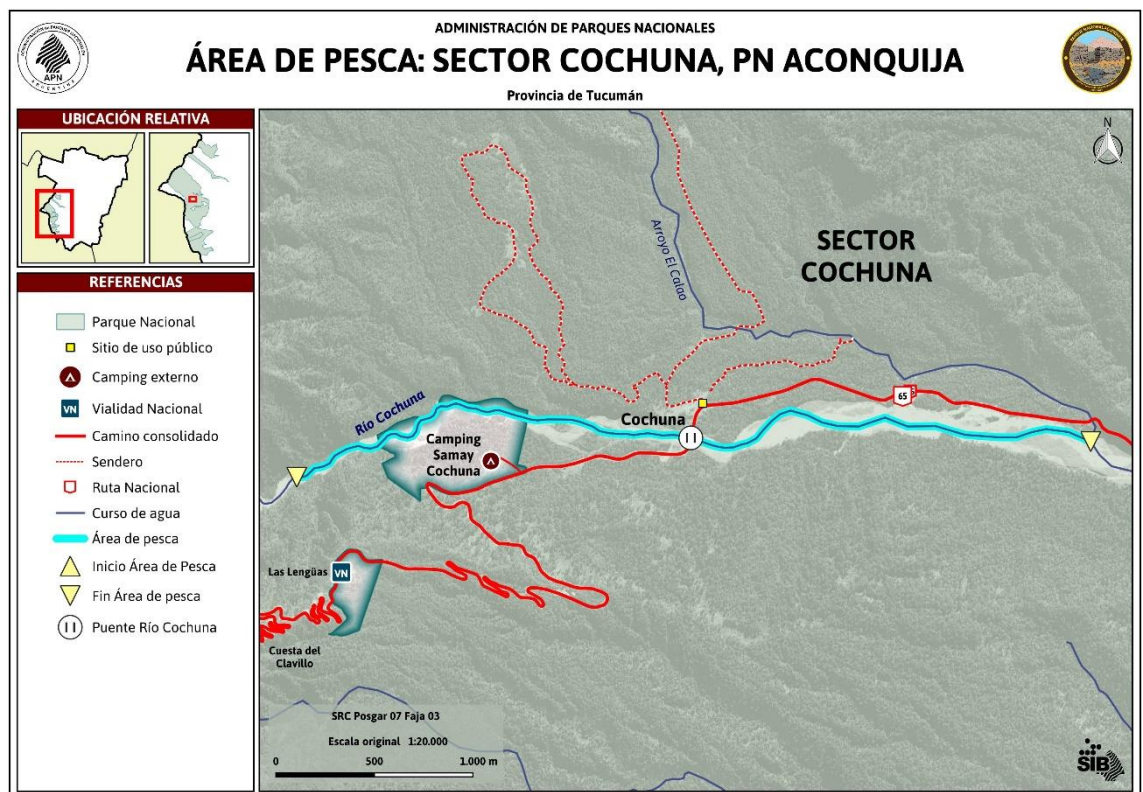 ADMINISTRACIÓN DE PARQUES NACIONALES
ÁREA DE PESCA: SECTOR COCHUNA, PN ACONQUIJA
Provincia de Tucumán
APN
ARGENTINA
UBICACIÓN RELATIVA
REFERENCIAS
Parque Nacional
Sitio de uso público
Camping externo
VN
Vialidad Nacional
Camino consolidado
Sendero
Ruta Nacional
Curso de agua
Área de pesca
Inicio Área de Pesca
Fin Área de pesca
Puente Río Cochuna
N
Arroyo El Calao
SECTOR
COCHUNA
65
Río Cochuna
Cochuna
Camping
Samay
Cochuna
Las Lengüas
VN
Cuesta del
Clavillo
SRC Posgar 07 Faja 03
Escala original 1:20.000
0 500 1.000 m
SIB